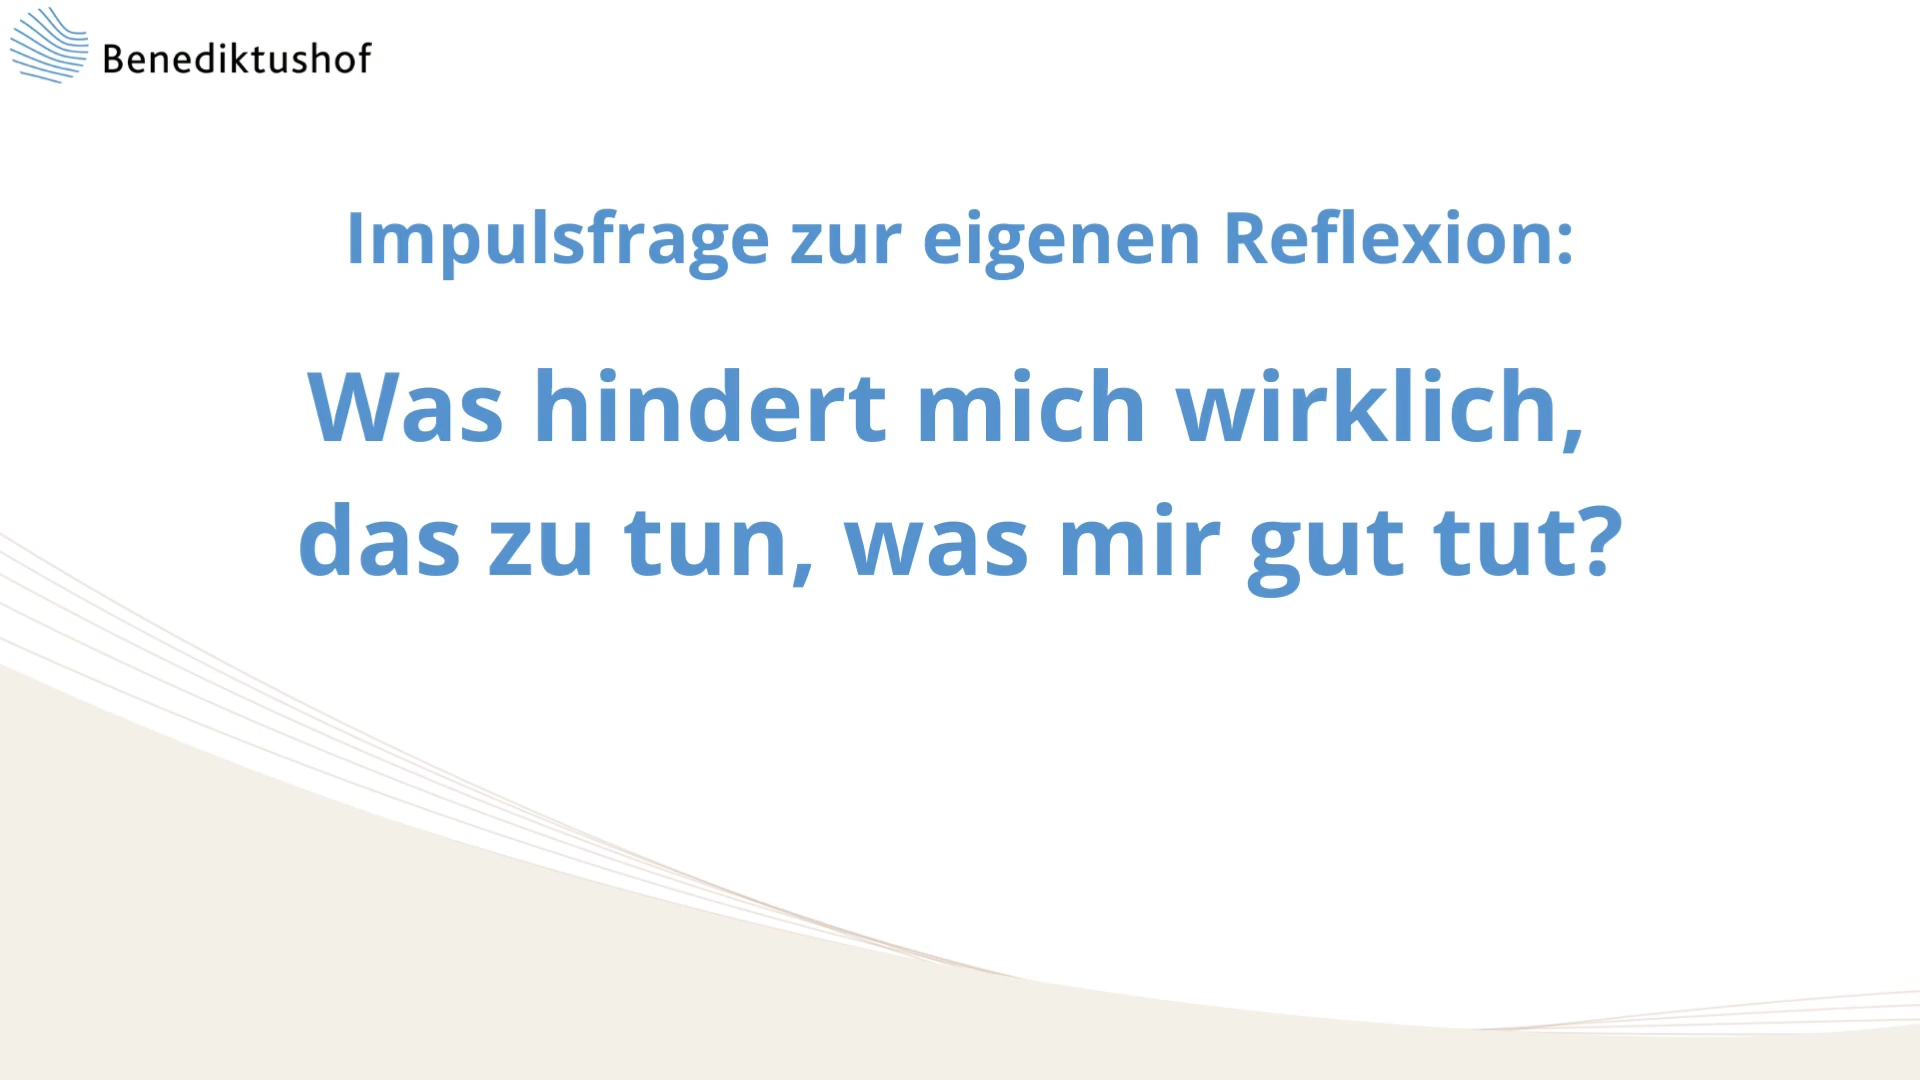 Benediktushof
Impulsfrage zur eigenen Reflexion:
Was hindert mich wirklich,
das zu tun, was mir gut tut?